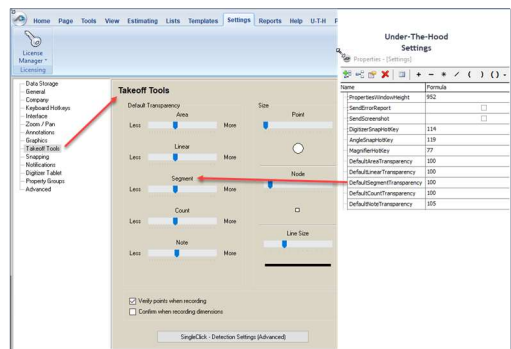 Home Page Tools View Estimating Lists Templates Settings Reports Help U-T-H
License
Manager
Licensing
Data Storage
General
Company
Keyboard Hotkeys
Interface
Zoom / Pan
Annotations
Graphics
Takeoff Tools
Snapping
Notifications
Digitizer Tablet
Property Groups
Advanced
Takeoff Tools
Default Transparency
Area
Less More
Linear
Less More
Segment
Less More
Count
Less More
Note
Less More
Size
Point
Node
Line Size
Verify points when recording
Confirm when recording dimensions
SingleClick - Detection Settings (Advanced)
Under-The-Hood
Settings
Properties - [Settings]
+ - * / ( ) {}
Name Formula
PropertiesWindowHeight 952
SendErrorReport
SendScreenshot
DigitizerSnapHotKey 114
AngleSnapHotKey 119
MagnifierHotKey 77
DefaultAreaTransparency 100
DefaultLinearTransparency 100
DefaultSegmentTransparency 100
DefaultCountTransparency 100
DefaultNoteTransparency 105